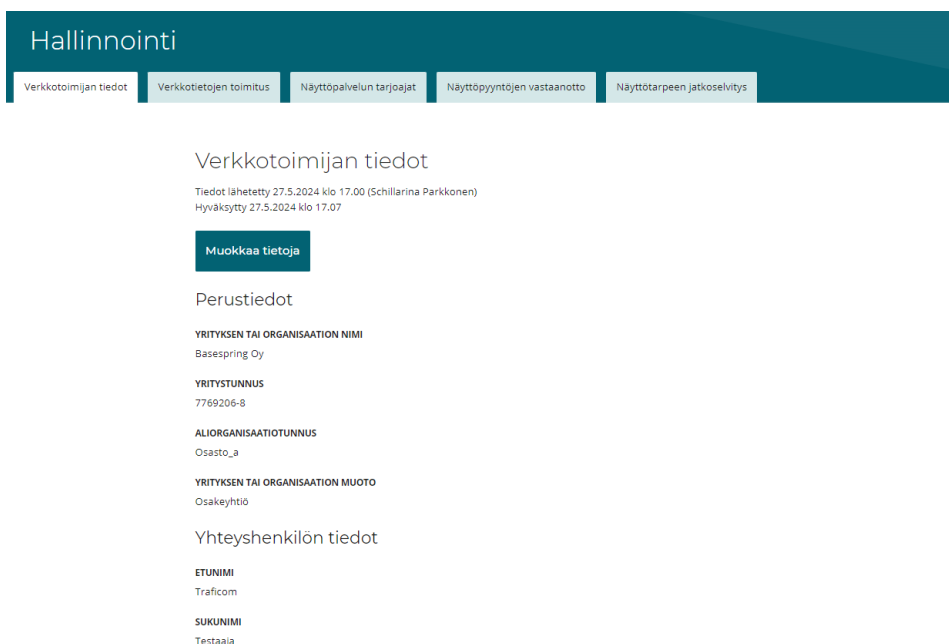 Hallinnointi
Verkkotoimijan tiedot
Verkkotietojen toimitus
Näyttöpalvelun tarjoajat
Näyttöpyyntöjen vastaanotto
Näyttötarpeen jatkoselvitys
Verkkotoimijan tiedot
Tiedot lähetetty 27.5.2024 klo 17.00 (Schillarina Parkkonen)
Hyväksytty 27.5.2024 klo 17.07
Muokkaa tietoja
Perustiedot
YRITYKSEN TAI ORGANISAATION NIMI
Basespring Oy
YRITYSTUNNUS
7769206-8
ALIORGANISAATIOTUNNUS
Osasto_a
YRITYKSEN TAI ORGANISAATION MUOTO
Osakeyhtiö
Yhteyshenkilön tiedot
ETUNIMI
Traficom
SUKUNIMI
Testaaja